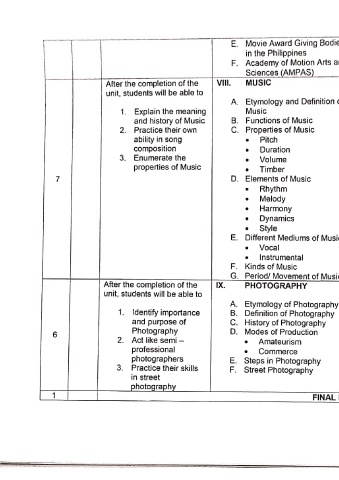 E. Movie Award Giving Bodie
in the Philippines
F. Academy of Motion Arts a
Sciences (AMPAS)
7
After the completion of the
unit, students will be able to
1. Explain the meaning
and history of Music
2. Practice their own
ability in song
composition
3. Enumerate the
properties of Music
VIII. MUSIC
A. Etymology and Definition o
Music
B. Functions of Music
C. Properties of Music
• Pitch
• Duration
• Volume
• Timber
D. Elements of Music
• Rhythm
• Melody
• Harmony
• Dynamics
• Style
E. Different Mediums of Musi
• Vocal
• Instrumental
F. Kinds of Music
G. Period/ Movement of Music
6
After the completion of the
unit, students will be able to
1. Identify importance
and purpose of
Photography
2. Act like semi –
professional
photographers
3. Practice their skills
in street
photography
IX. PHOTOGRAPHY
A. Etymology of Photography
B. Definition of Photography
C. History of Photography
D. Modes of Production
• Amateurism
• Commerce
E. Steps in Photography
F. Street Photography
1
FINAL